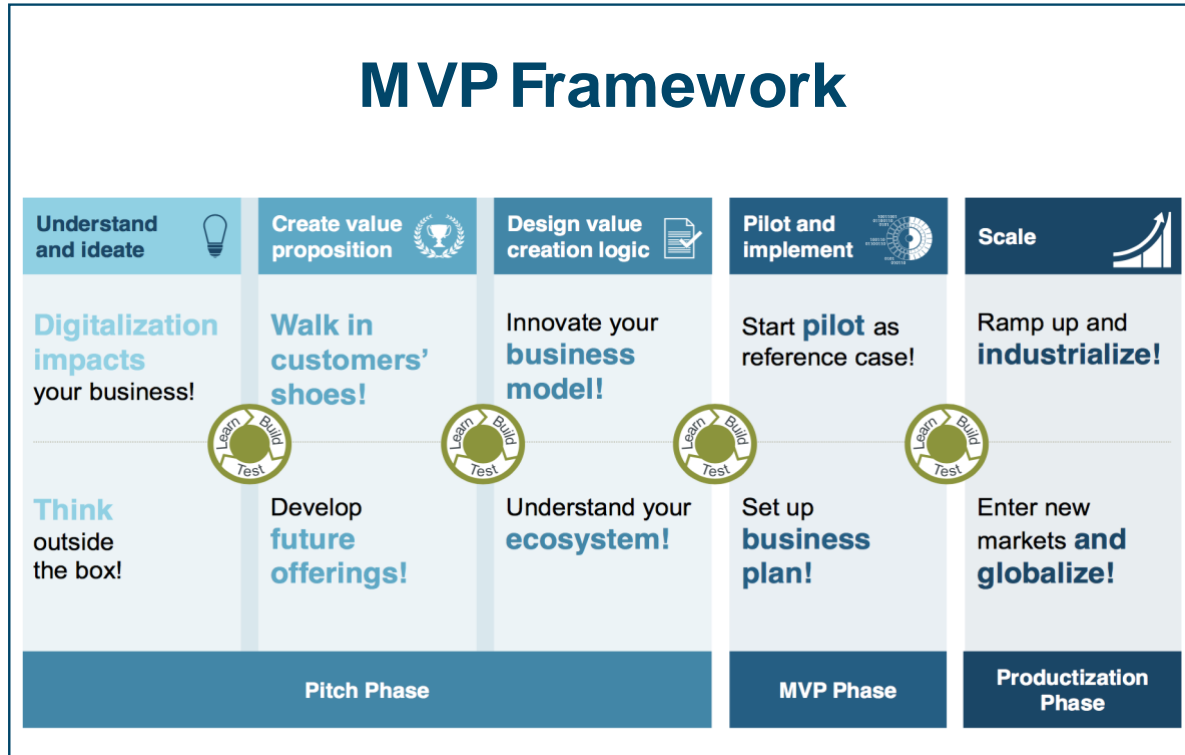 MVP Framework
Understand
and ideate
Create value
proposition
Design value
creation logic
Pilot and
implement
Scale
Digitalization
impacts
your business!
Walk in
customers’
shoes!
Innovate your
business
model!
Start pilot as
reference case!
Ramp up and
industrialize!
Learn
Build
Test
Learn
Build
Test
Learn
Build
Test
Learn
Build
Test
Think
outside
the box!
Develop
future
offerings!
Understand your
ecosystem!
Set up
business
plan!
Enter new
markets and
globalize!
Pitch Phase
MVP Phase
Productization
Phase